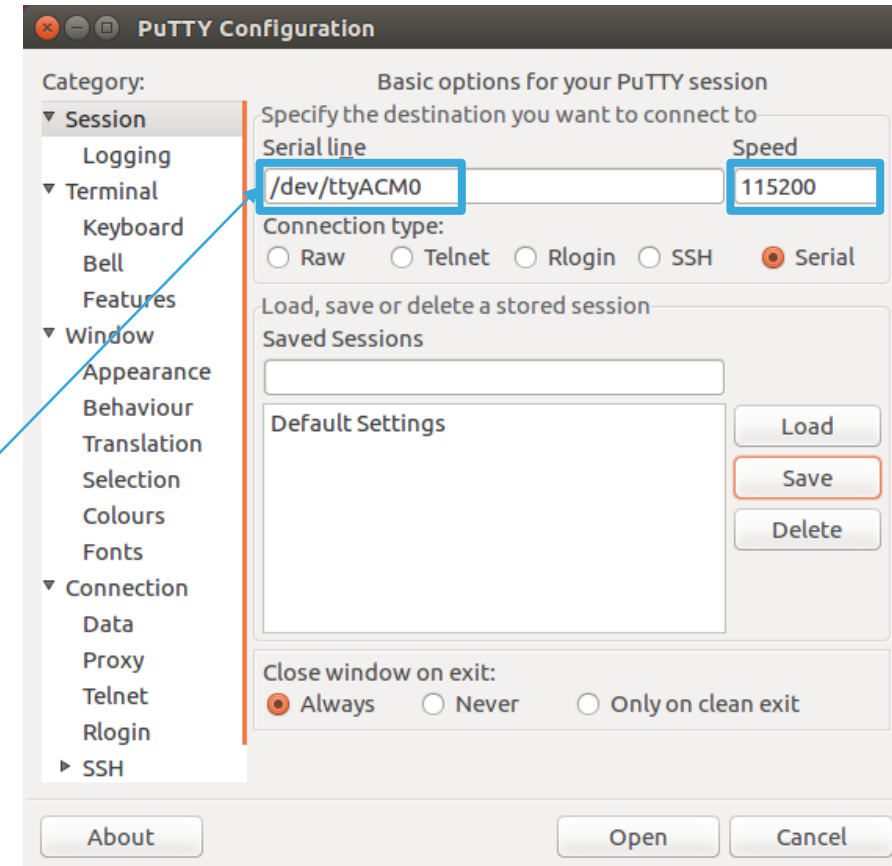 PuTTY Configuration
Category:
Session
Logging
Terminal
Keyboard
Bell
Features
Window
Appearance
Behaviour
Translation
Selection
Colours
Fonts
Connection
Data
Proxy
Telnet
Rlogin
SSH
Basic options for your PuTTY session
Specify the destination you want to connect to
Serial line Speed
/dev/ttyACM0 115200
Connection type:
Raw Telnet Rlogin SSH Serial
Load, save or delete a stored session
Saved Sessions
Default Settings
Load
Save
Delete
Close window on exit:
Always Never Only on clean exit
About Open Cancel